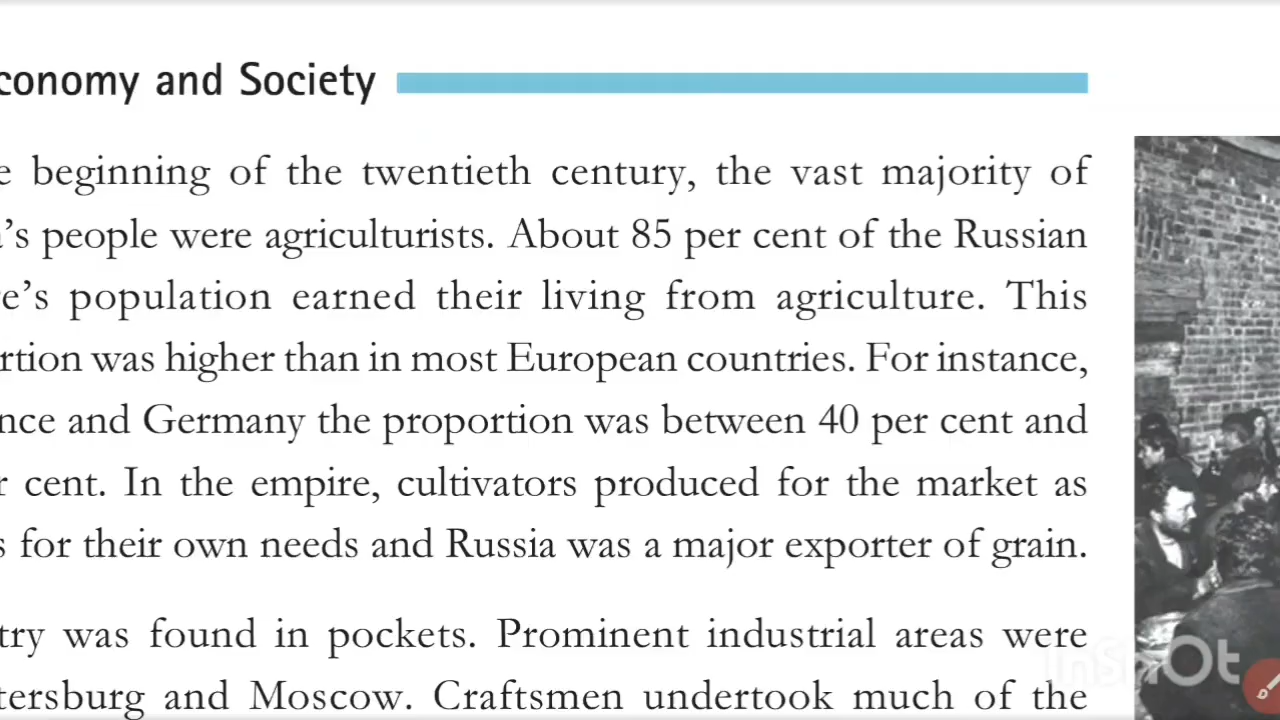 conomy and Society
e beginning of the twentieth century, the vast majority of
's people were agriculturists. About 85 per cent of the Russian
re's population earned their living from agriculture. This
rtion was higher than in most European countries. For instance,
nce and Germany the proportion was between 40 per cent and
r cent. In the empire, cultivators produced for the market as
s for their own needs and Russia was a major exporter of grain.
try was found in pockets. Prominent industrial areas were
tersburg and Moscow. Craftsmen undertook much of the
InShOt